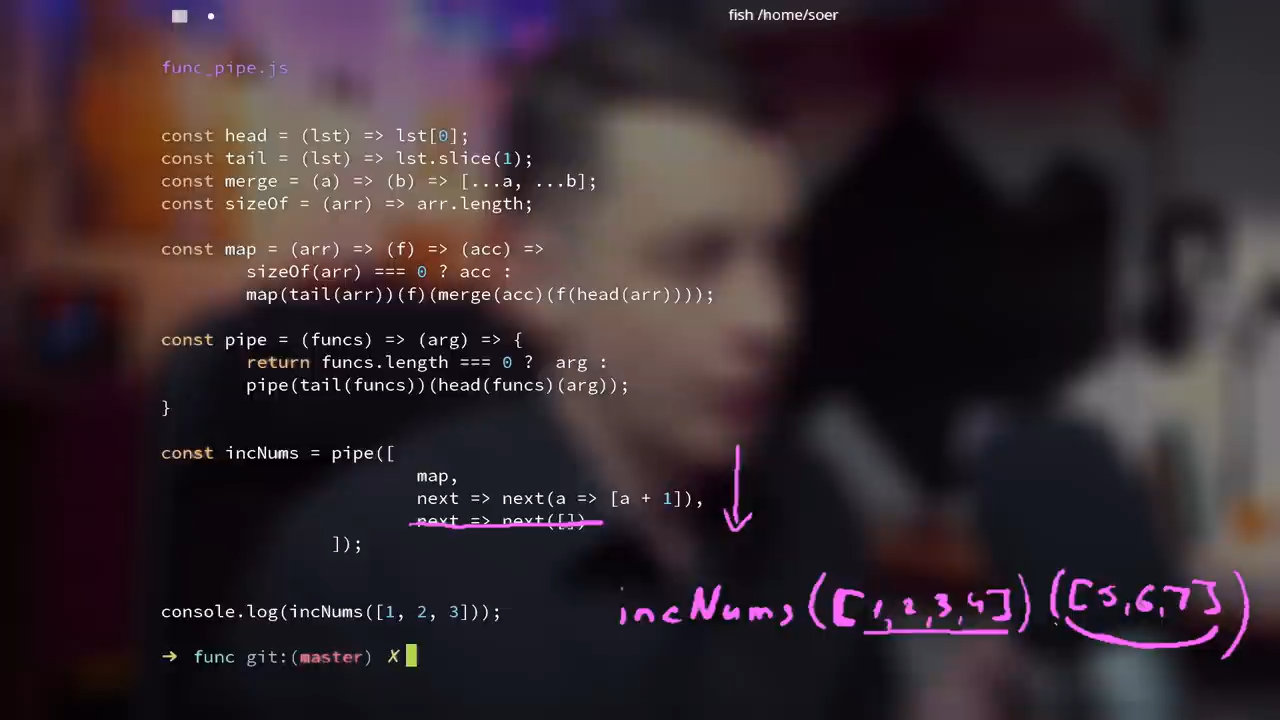 fish /home/soer
func_pipe.js
const head = (lst) => lst[0];
const tail = (lst) => lst.slice(1);
const merge = (a) => (b) => [...a, ...b];
const sizeOf = (arr) => arr.length;
const map = (arr) => (f) => (acc) =>
sizeOf(arr) === 0 ? acc :
map(tail(arr))(f)(merge(acc)(f(head(arr))));
const pipe = (funcs) => (arg) => {
return funcs.length === 0 ?  arg :
pipe(tail(funcs))(head(funcs)(arg));
}
const incNums = pipe([
map,
next => next(a => [a + 1]),
next => next([])
]);
console.log(incNums([1, 2, 3]));
incNums([1,2,3,4])([5,6,7])
→ func git:(master) ✗